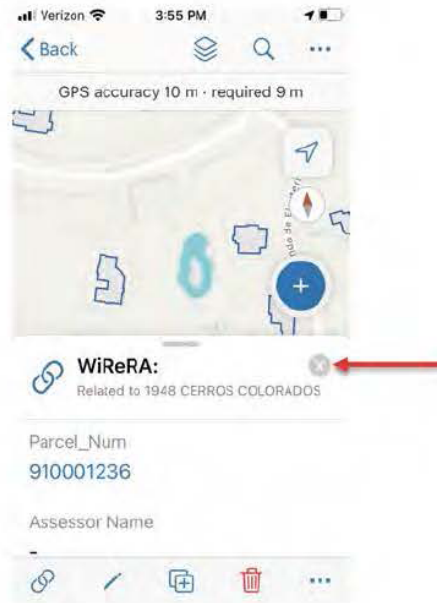 Verizon 3:55 PM
Back
GPS accuracy 10 m · required 9 m
WiReRA:
Related to 1948 CERROS COLORADOS
Parcel_Num
910001236
Assessor Name
-